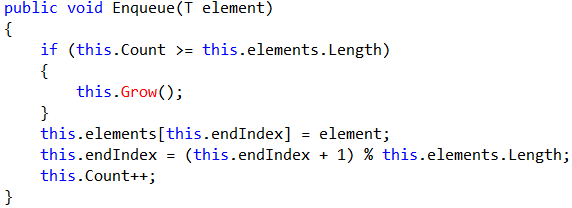 public void Enqueue(T element)
{
    if (this.Count >= this.elements.Length)
    {
        this.Grow();
    }
    this.elements[this.endIndex] = element;
    this.endIndex = (this.endIndex + 1) % this.elements.Length;
    this.Count++;
}